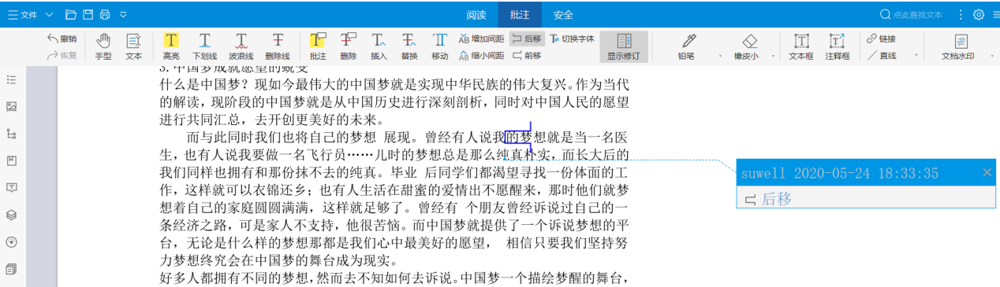 文件
阅读 批注 安全
点此查找文本
撤销 增加间距 后移 切换字体 链接
恢复 手型 文本 高亮 下划线 波浪线 删除线 批注 删除 插入 替换 移动 缩小间距 前移 显示修订 铅笔 橡皮小 文本框 注释框 直线 文档水印
3.中国梦成就愿望的蜕变
什么是中国梦？现如今最伟大的中国梦就是实现中华民族的伟大复兴。作为当代
的解读，现阶段的中国梦就是从中国历史进行深刻剖析，同时对中国人民的愿望
进行共同汇总，去开创更美好的未来。
而与此同时我们也将自己的梦想 展现。曾经有人说我的梦想就是当一名医
生，也有人说我要做一名飞行员……儿时的梦想总是那么纯真朴实，而长大后的
我们同样也拥有和那份抹不去的纯真。毕业 后同学们都渴望寻找一份体面的工
作，这样就可以衣锦还乡；也有人生活在甜蜜的爱情出不愿醒来，那时他们就梦
想着自己的家庭圆圆满满，这样就足够了。曾经有 个朋友曾经诉说过自己的一
条经济之路，可是家人不支持，他很苦恼。而中国梦就提供了一个诉说梦想的平
台，无论是什么样的梦想那都是我们心中最美好的愿望， 相信只要我们坚持努
力梦想终究会在中国梦的舞台成为现实。
好多人都拥有不同的梦想，然而去不知如何去诉说。中国梦一个描绘梦醒的舞台，
suwell 2020-05-24 18:33:35
后移